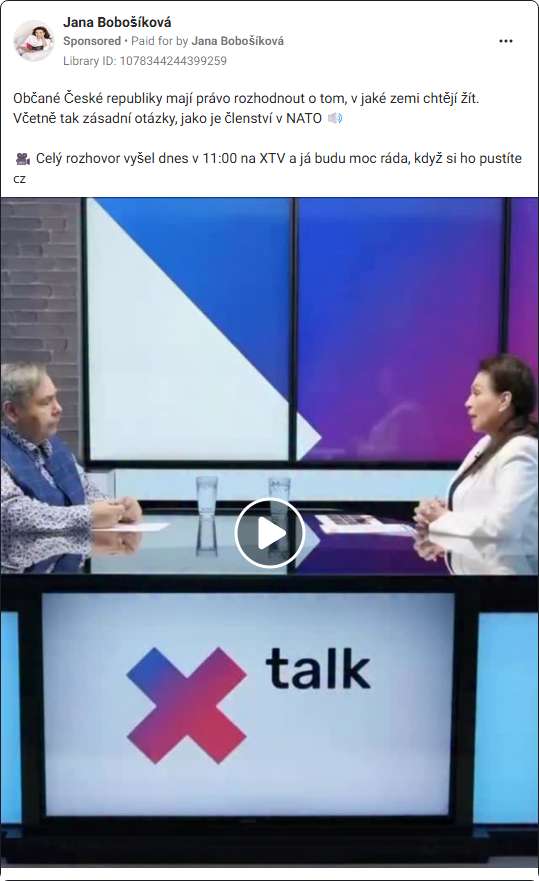 Jana Bobošíková
Sponsored • Paid for by Jana Bobošíková
Library ID: 1078344244399259
Občané České republiky mají právo rozhodnout o tom, v jaké zemi chtějí žít.
Včetně tak zásadní otázky, jako je členství v NATO 🔊
🎥 Celý rozhovor vyšel dnes v 11:00 na XTV a já budu moc ráda, když si ho pustíte
cz
talk